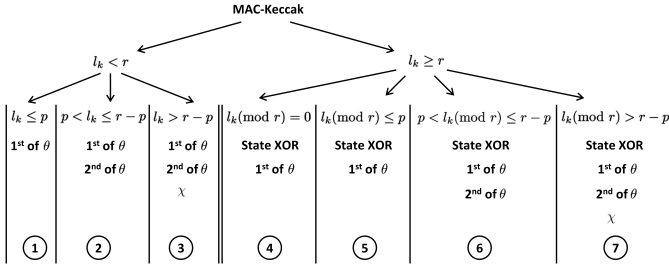 MAC-Keccak
l_k < r l_k ≥ r
l_k ≤ p p < l_k ≤ r − p l_k > r − p l_k(mod r) = 0 l_k(mod r) ≤ p p < l_k(mod r) ≤ r − p l_k(mod r) > r − p
1st of θ 1st of θ 1st of θ State XOR State XOR State XOR State XOR
2nd of θ 2nd of θ 1st of θ 1st of θ 1st of θ 1st of θ
χ 2nd of θ 2nd of θ
χ
1 2 3 4 5 6 7